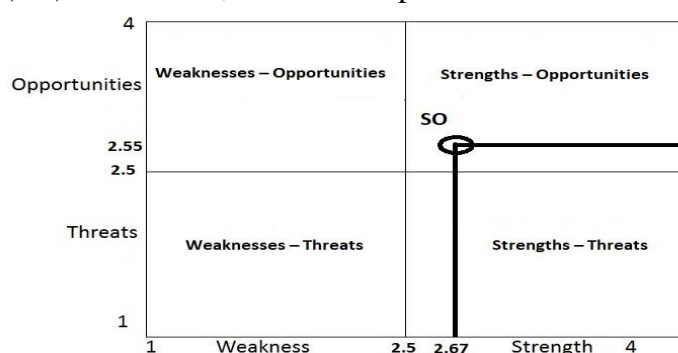 4
Opportunities
Weaknesses – Opportunities
Strengths – Opportunities
SO
2.55
2.5
Threats
Weaknesses – Threats
Strengths – Threats
1
1 Weakness 2.5 2.67 Strength 4